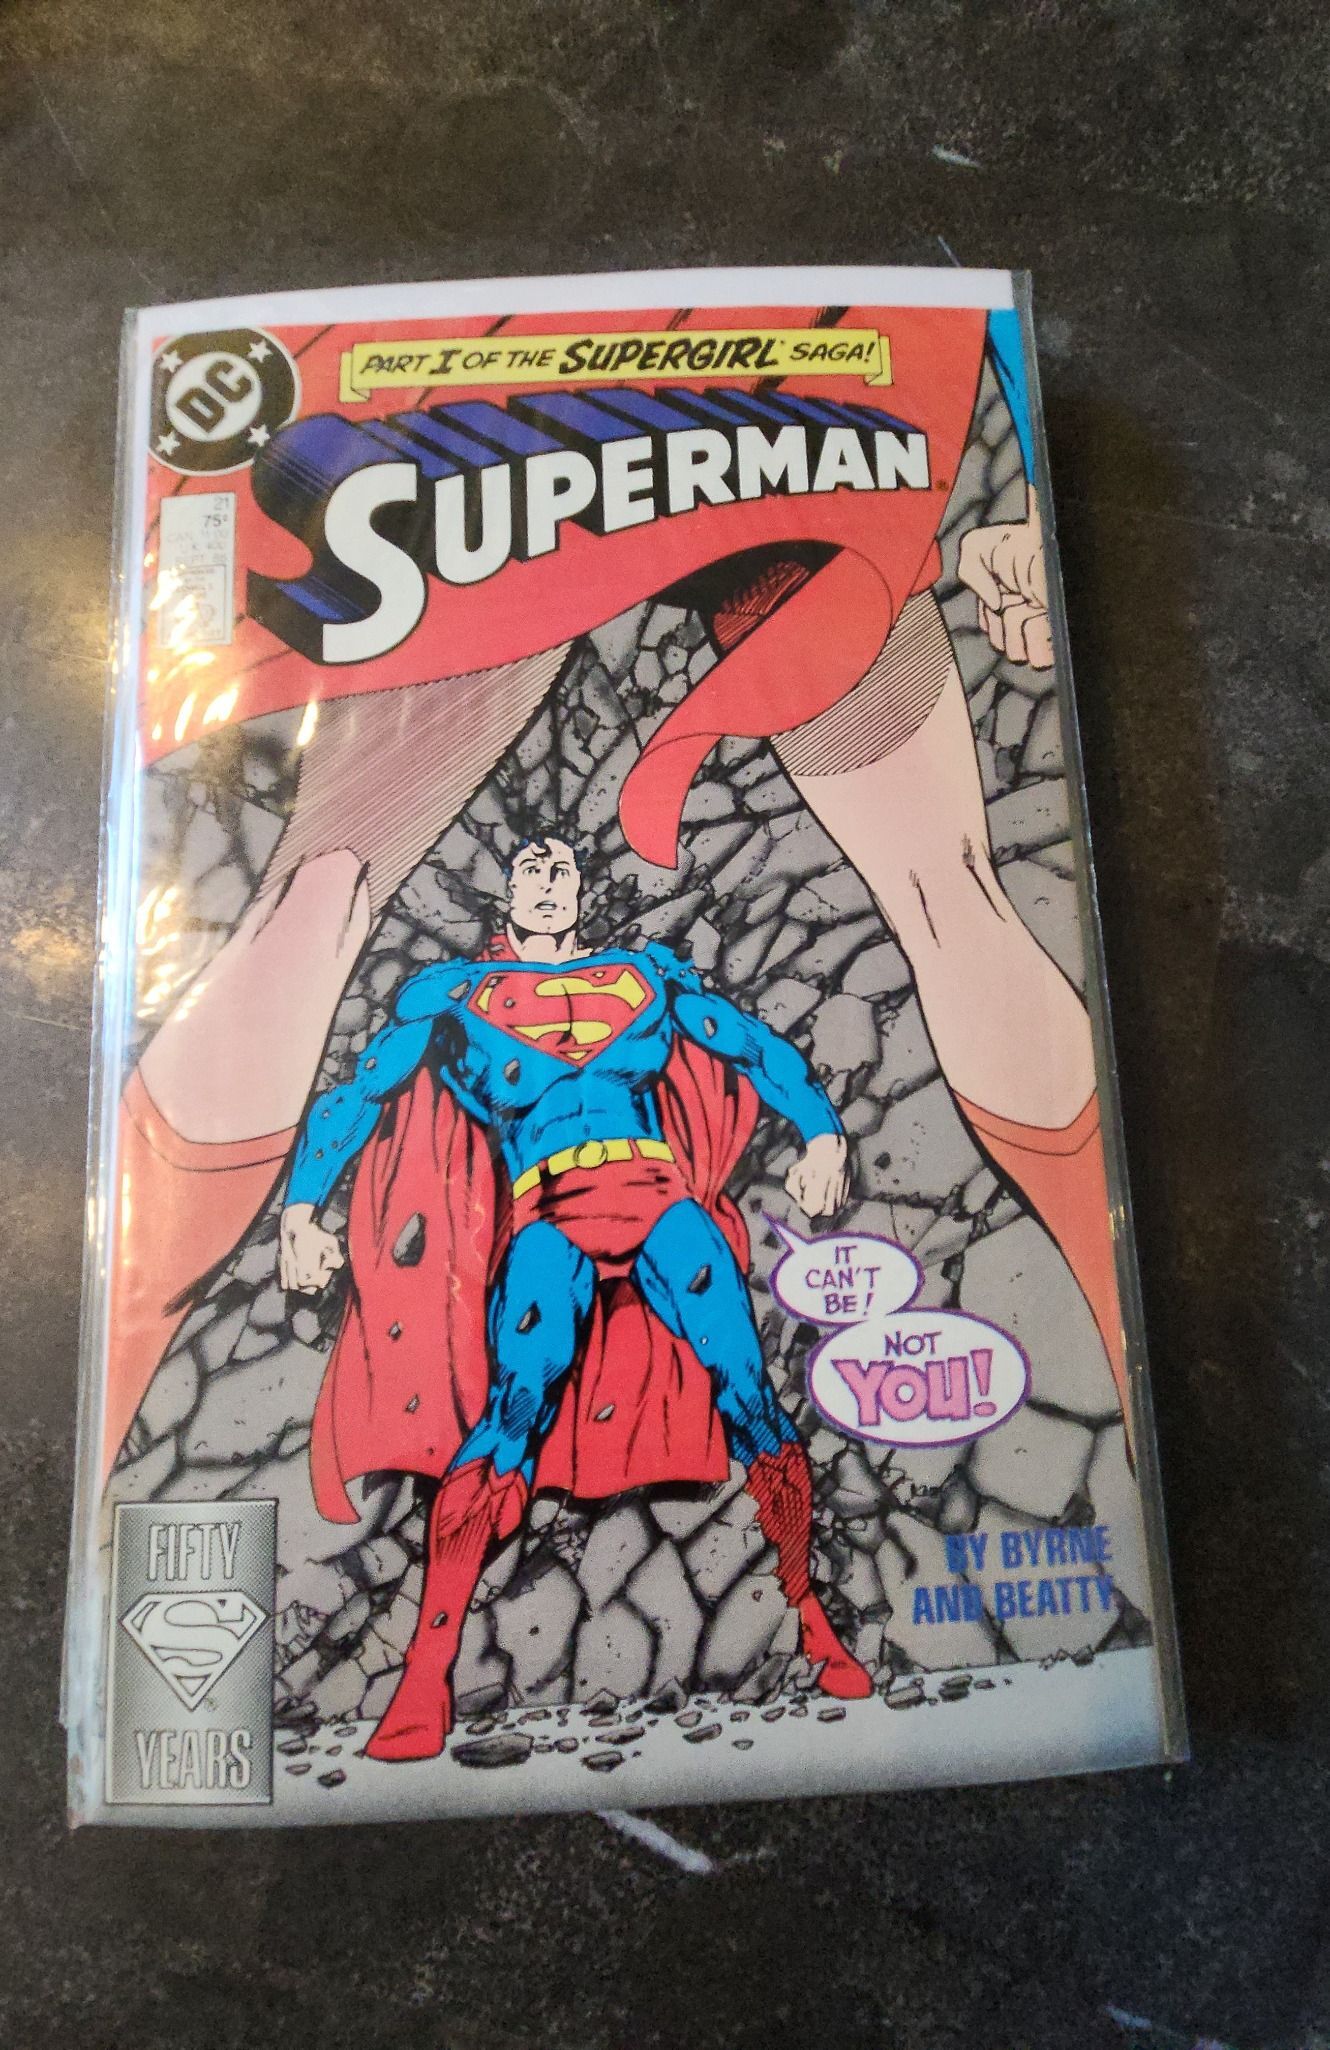 DC
PART I OF THE SUPERGIRL SAGA!
SUPERMAN
21
75¢
IT
CAN'T
BE!
NOT
YOU!
BY BYRNE
AND BEATTY
FIFTY
S
YEARS